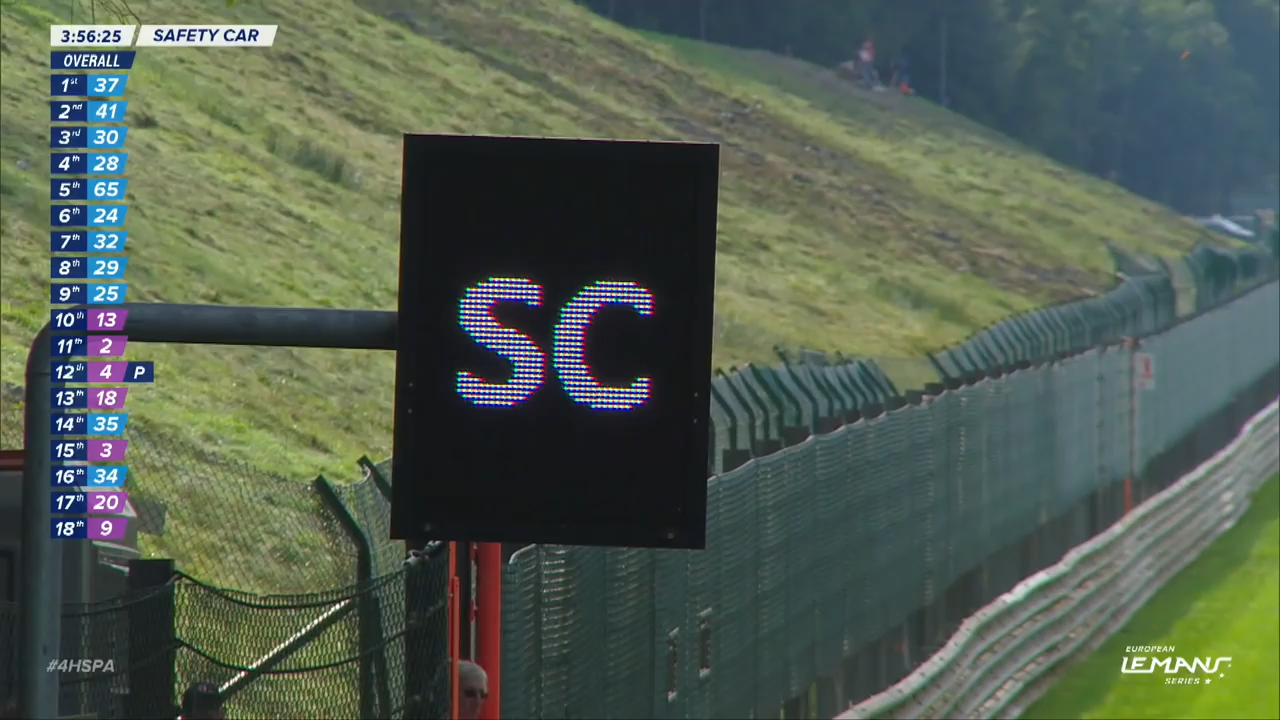 3:56:25 SAFETY CAR
OVERALL
1st 37
2nd 41
3rd 30
4th 28
5th 65
6th 24
7th 32
8th 29
9th 25
10th 13
11th 2
12th 4 P
13th 18
14th 35
15th 3
16th 34
17th 20
18th 9
SC
#4HSPA
EUROPEAN
LEMANS
SERIES